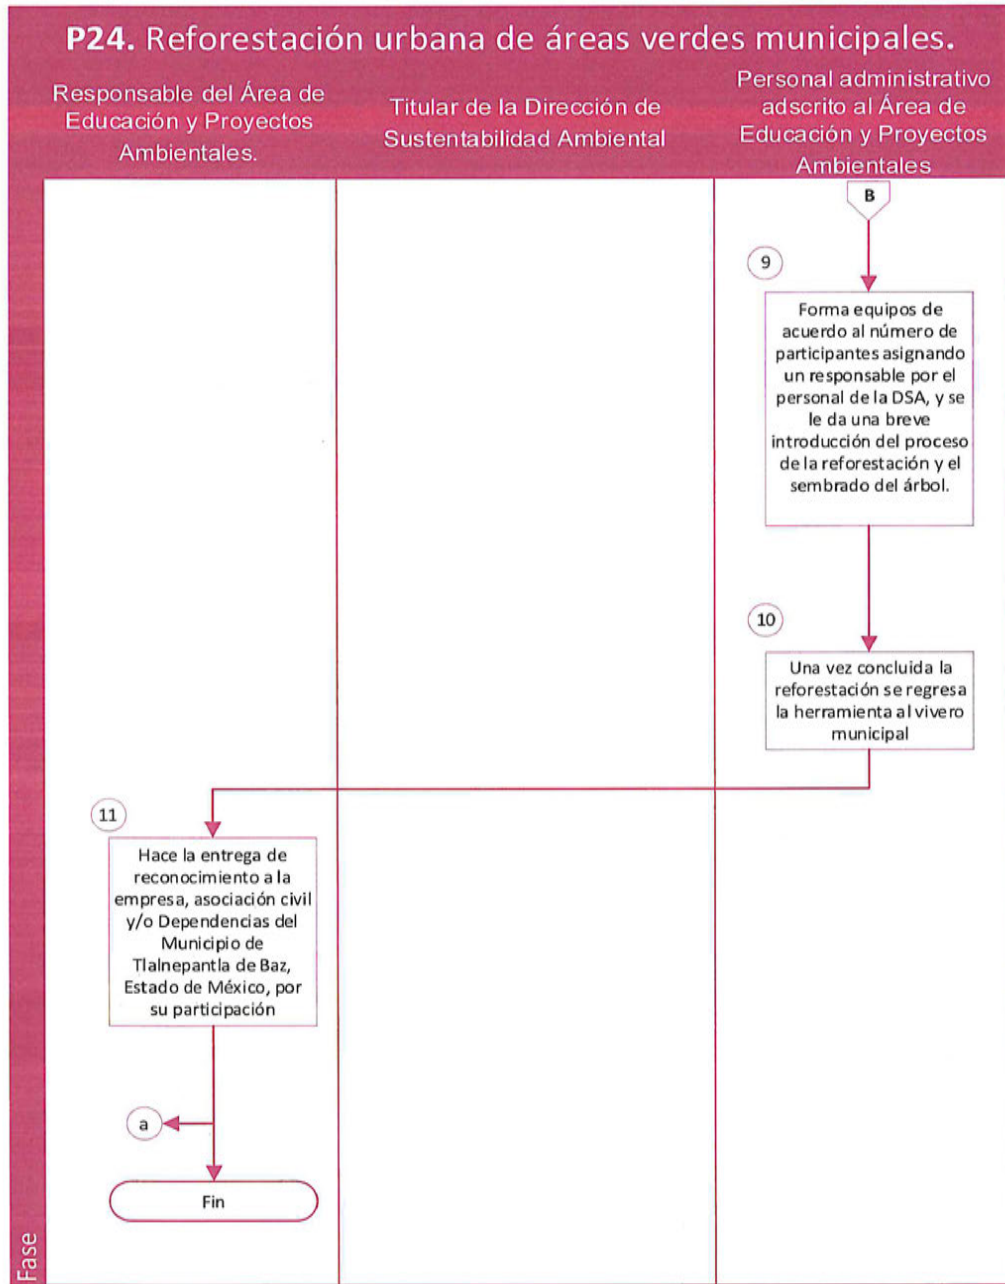 P24. Reforestación urbana de áreas verdes municipales.
Responsable del Área de
Educación y Proyectos
Ambientales.
Titular de la Dirección de
Sustentabilidad Ambiental
Personal administrativo
adscrito al Área de
Educación y Proyectos
Ambientales
B
9
Forma equipos de
acuerdo al número de
participantes asignando
un responsable por el
personal de la DSA, y se
le da una breve
introducción del proceso
de la reforestación y el
sembrado del árbol.
10
Una vez concluida la
reforestación se regresa
la herramienta al vivero
municipal
11
Hace la entrega de
reconocimiento a la
empresa, asociación civil
y/o Dependencias del
Municipio de
Tlalnepantla de Baz,
Estado de México, por
su participación
a
Fin
Fase